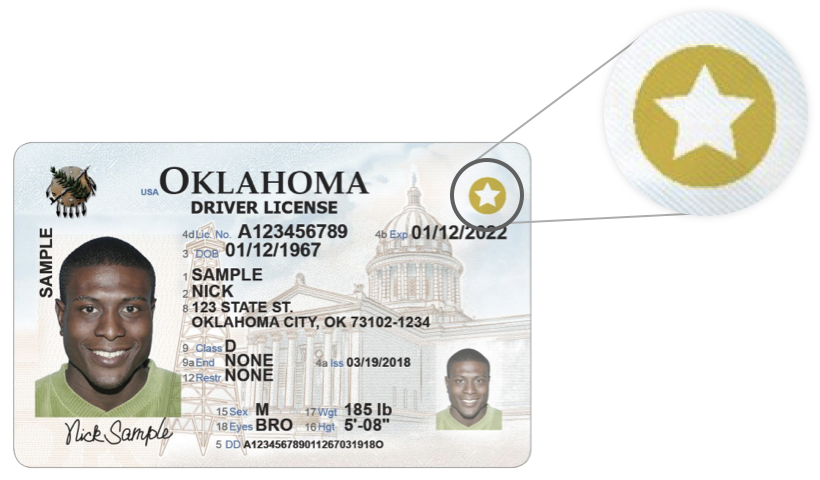 USA OKLAHOMA
DRIVER LICENSE
4d Lic. No. A123456789 4b Exp 01/12/2022
3 DOB 01/12/1967
SAMPLE
1 SAMPLE
2 NICK
8 123 STATE ST.
OKLAHOMA CITY, OK 73102-1234
9 Class D
9a End NONE 4a Iss 03/19/2018
12 Restr NONE
15 Sex M 17 Wgt 185 lb
18 Eyes BRO 16 Hgt 5'-08"
5 DD A123456789011267031918O
Nick Sample